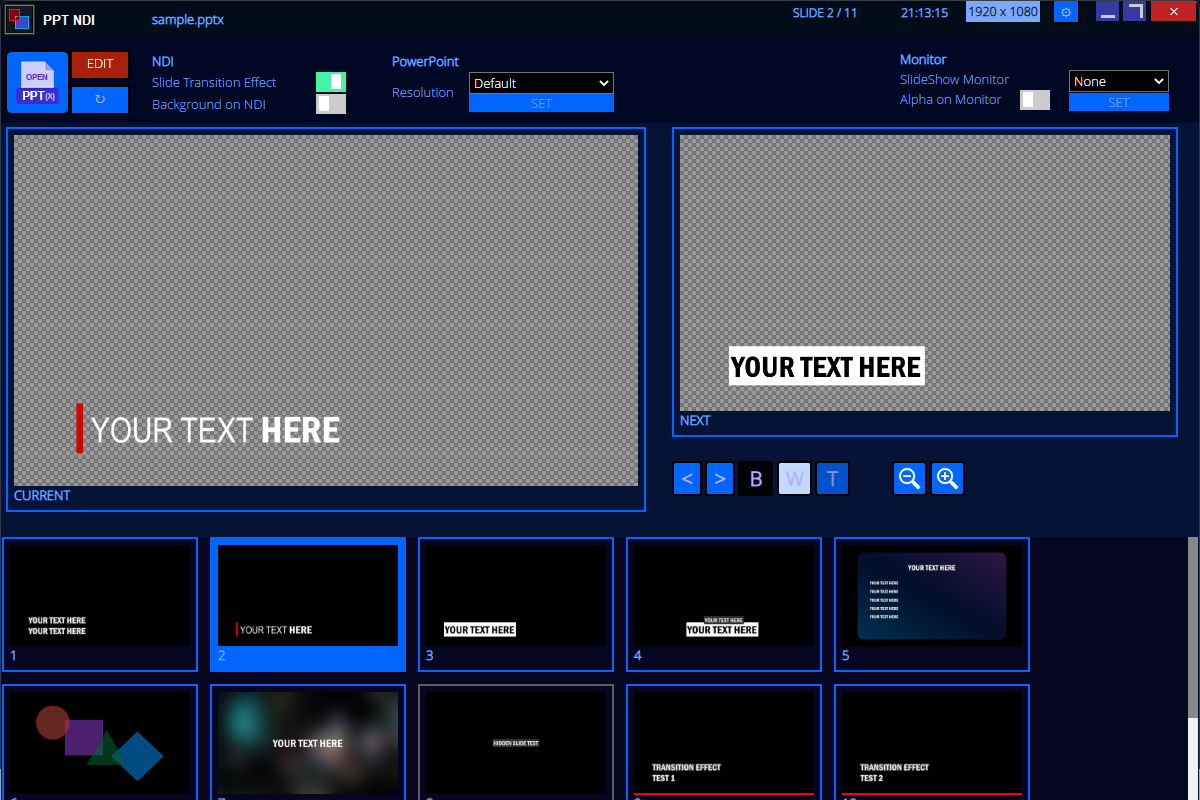 PPT NDI
sample.pptx
SLIDE 2 / 11
21:13:15
1920 x 1080
OPEN
PPT(X)
EDIT
NDI
Slide Transition Effect
Background on NDI
PowerPoint
Resolution
Default
SET
Monitor
SlideShow Monitor
None
Alpha on Monitor
SET
YOUR TEXT HERE
CURRENT
YOUR TEXT HERE
NEXT
<
>
B
W
T
YOUR TEXT HERE
YOUR TEXT HERE
1
YOUR TEXT HERE
2
YOUR TEXT HERE
3
YOUR TEXT HERE
YOUR TEXT HERE
4
YOUR TEXT HERE
YOUR TEXT HERE
YOUR TEXT HERE
YOUR TEXT HERE
YOUR TEXT HERE
YOUR TEXT HERE
5
YOUR TEXT HERE
HIDDEN SLIDE TEST
TRANSITION EFFECT
TEST 1
TRANSITION EFFECT
TEST 2